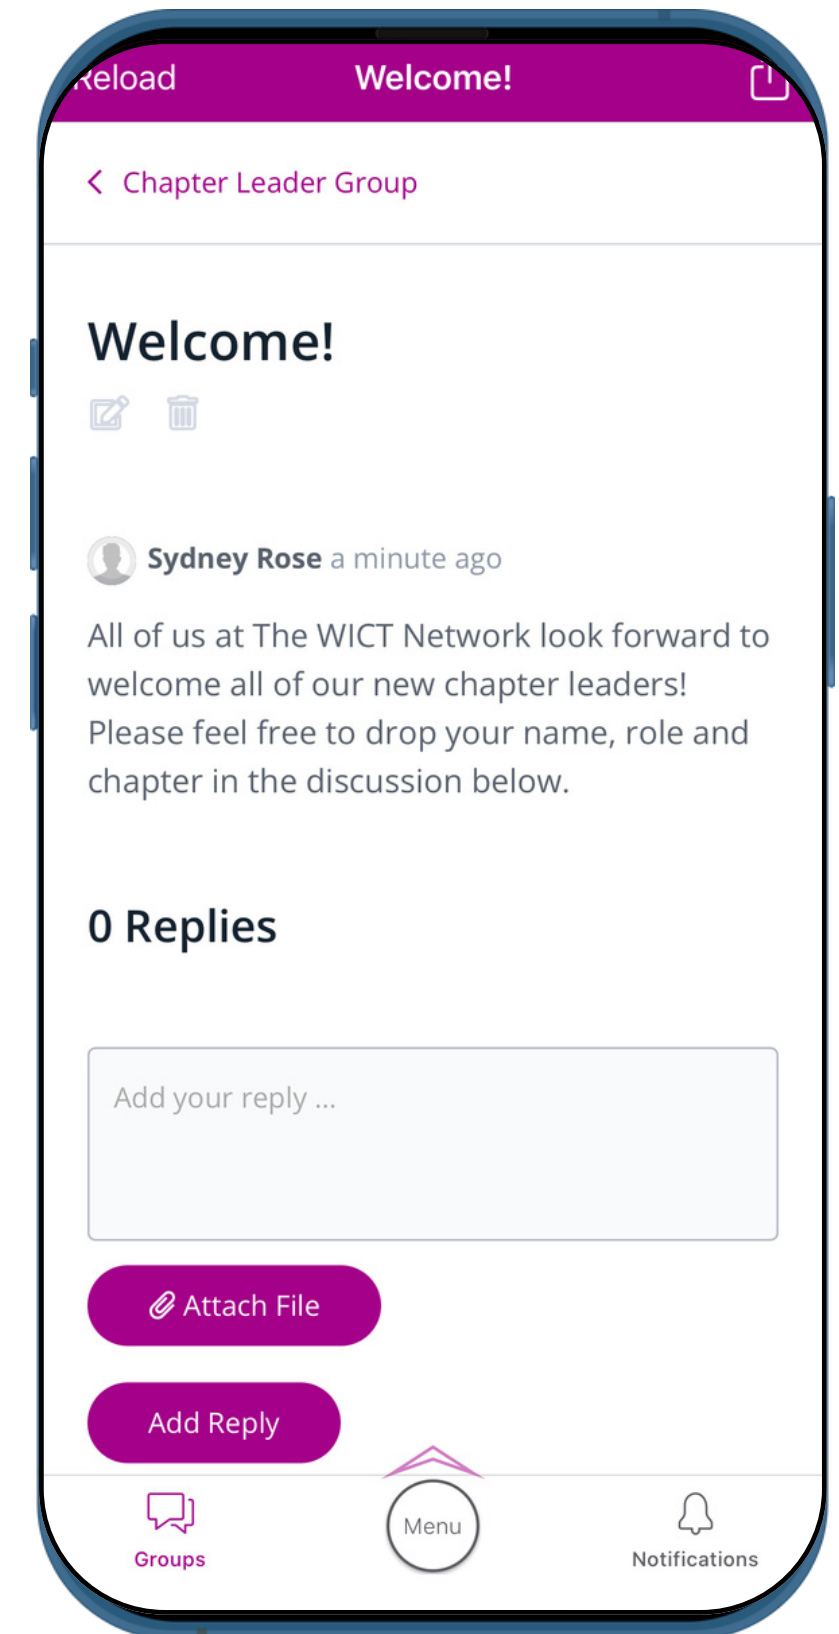 Reload
Welcome!
Chapter Leader Group
Welcome!
Sydney Rose a minute ago
All of us at The WICT Network look forward to
welcome all of our new chapter leaders!
Please feel free to drop your name, role and
chapter in the discussion below.
0 Replies
Add your reply ...
Attach File
Add Reply
Groups
Menu
Notifications